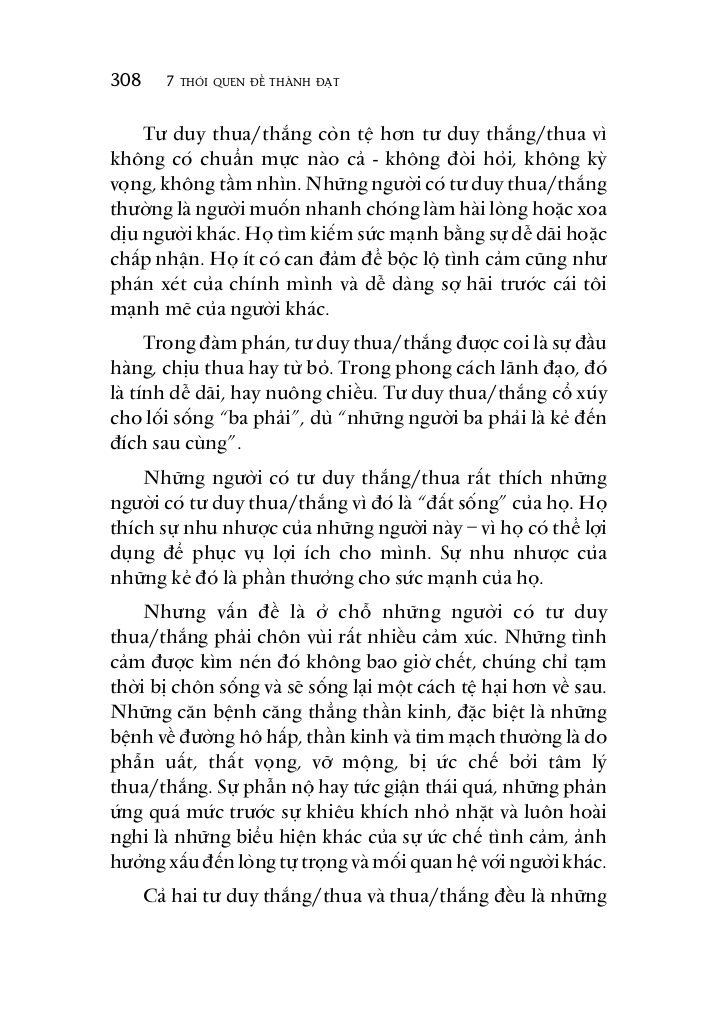 308 7 THÓI QUEN ĐỂ THÀNH ĐẠT
Tư duy thua/thắng còn tệ hơn tư duy thắng/thua vì
không có chuẩn mực nào cả - không đòi hỏi, không kỳ
vọng, không tầm nhìn. Những người có tư duy thua/thắng
thường là người muốn nhanh chóng làm hài lòng hoặc xoa
dịu người khác. Họ tìm kiếm sức mạnh bằng sự dễ dãi hoặc
chấp nhận. Họ ít có can đảm để bộc lộ tình cảm cũng như
phán xét của chính mình và dễ dàng sợ hãi trước cái tôi
mạnh mẽ của người khác.
Trong đàm phán, tư duy thua/thắng được coi là sự đầu
hàng, chịu thua hay từ bỏ. Trong phong cách lãnh đạo, đó
là tính dễ dãi, hay nuông chiều. Tư duy thua/thắng cổ xúy
cho lối sống “ba phải”, dù “những người ba phải là kẻ đến
đích sau cùng”.
Những người có tư duy thắng/thua rất thích những
người có tư duy thua/thắng vì đó là “đất sống” của họ. Họ
thích sự nhu nhược của những người này – vì họ có thể lợi
dụng để phục vụ lợi ích cho mình. Sự nhu nhược của
những kẻ đó là phần thưởng cho sức mạnh của họ.
Nhưng vấn đề là ở chỗ những người có tư duy
thua/thắng phải chôn vùi rất nhiều cảm xúc. Những tình
cảm được kìm nén đó không bao giờ chết, chúng chỉ tạm
thời bị chôn sống và sẽ sống lại một cách tệ hại hơn về sau.
Những căn bệnh căng thẳng thần kinh, đặc biệt là những
bệnh về đường hô hấp, thần kinh và tim mạch thường là do
phẫn uất, thất vọng, vỡ mộng, bị ức chế bởi tâm lý
thua/thắng. Sự phẫn nộ hay tức giận thái quá, những phản
ứng quá mức trước sự khiêu khích nhỏ nhặt và luôn hoài
nghi là những biểu hiện khác của sự ức chế tình cảm, ảnh
hưởng xấu đến lòng tự trọng và mối quan hệ với người khác.
Cả hai tư duy thắng/thua và thua/thắng đều là những